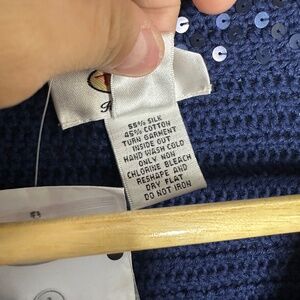 55% SILK
45% COTTON
TURN GARMENT
INSIDE OUT
HAND WASH COLD
ONLY NON
CHLORINE BLEACH
RESHAPE AND
DRY FLAT
DO NOT IRON